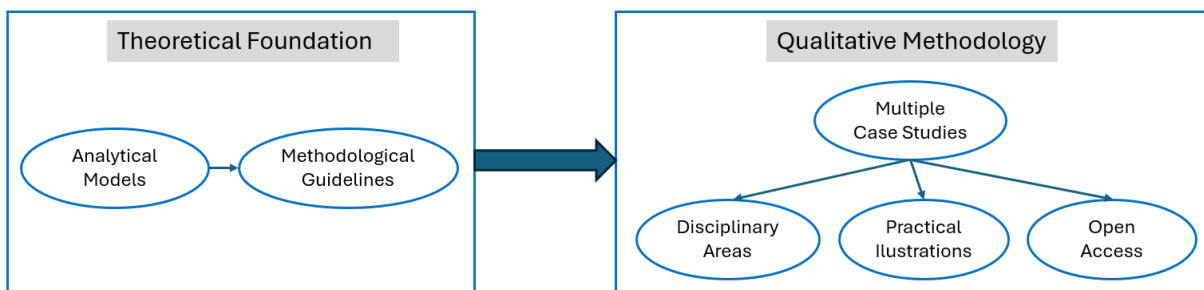 Theoretical Foundation
Analytical
Models
Methodological
Guidelines
Qualitative Methodology
Multiple
Case Studies
Disciplinary
Areas
Practical
Ilustrations
Open
Access